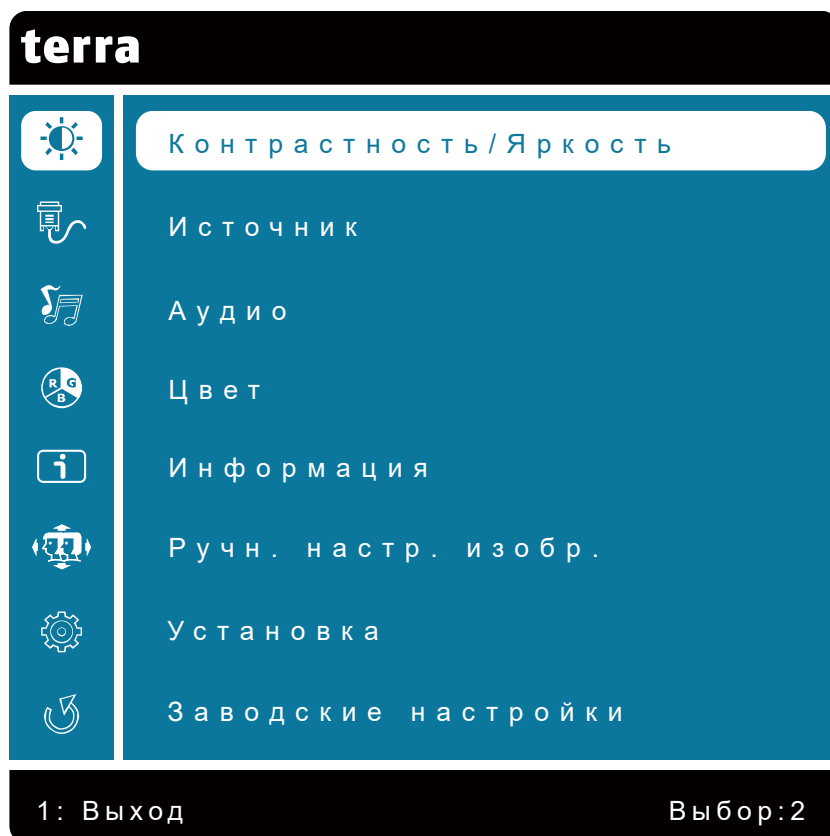 terra
Контрастность/Яркость
Источник
Аудио
R G
B
Цвет
Информация
Ручн. настр. изобр.
Установка
Заводские настройки
1: Выход Выбор:2